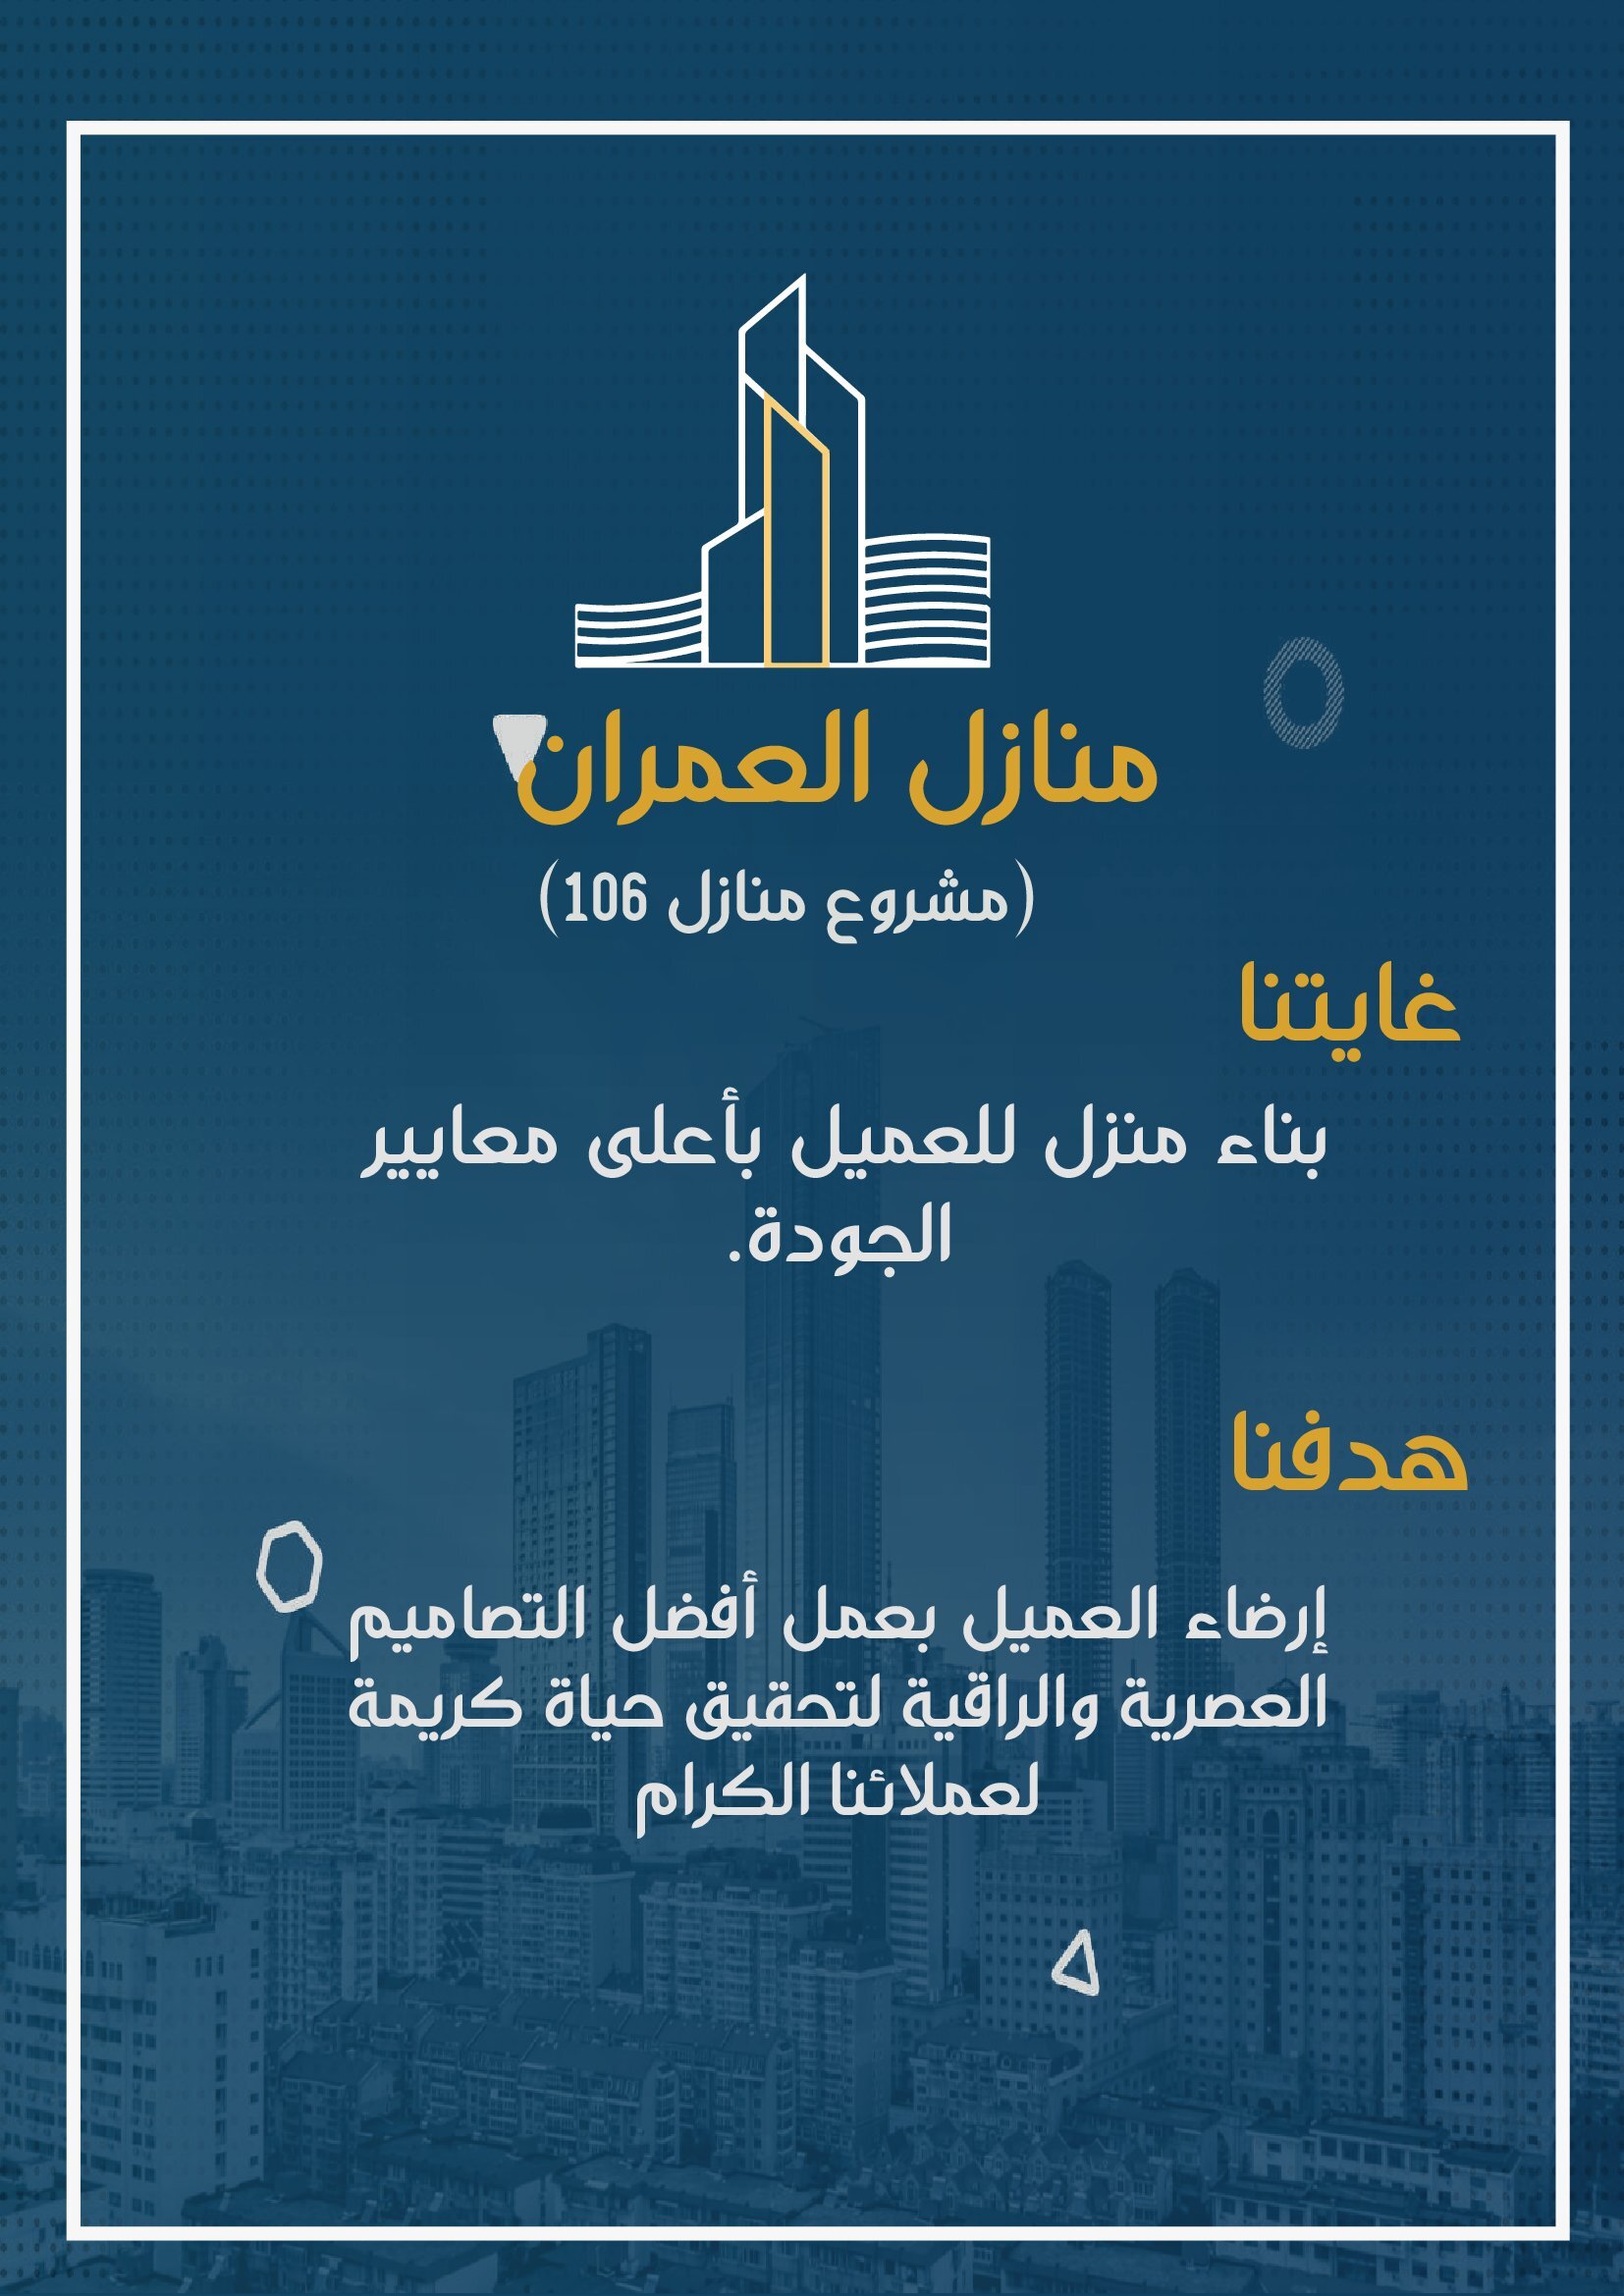 منازل العمران
(مشروع منازل 106)
غايتنا
بناء منزل للعميل بأعلى معايير
الجودة.
هدفنا
إرضاء العميل بعمل أفضل التصاميم
العصرية والراقية لتحقيق حياة كريمة
لعملائنا الكرام